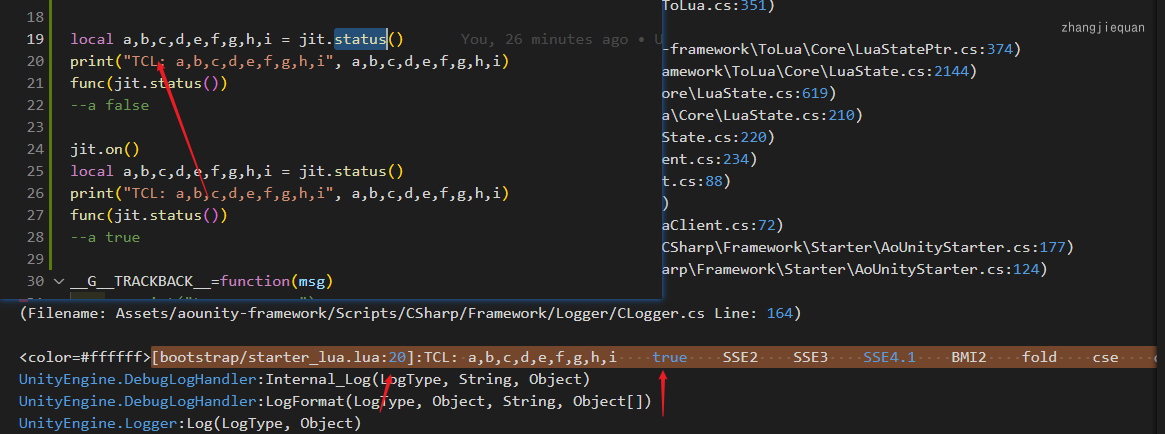 18
19 local a,b,c,d,e,f,g,h,i = jit.status() You, 26 minutes ago • U
20 print("TCL: a,b,c,d,e,f,g,h,i", a,b,c,d,e,f,g,h,i)
21 func(jit.status())
22 --a false
23
24 jit.on()
25 local a,b,c,d,e,f,g,h,i = jit.status()
26 print("TCL: a,b,c,d,e,f,g,h,i", a,b,c,d,e,f,g,h,i)
27 func(jit.status())
28 --a true
29
30 __G__TRACKBACK__=function(msg)
ToLua.cs:351)
zhangjiequan
-framework\ToLua\Core\LuaStatePtr.cs:374)
amework\ToLua\Core\LuaState.cs:2144)
ore\LuaState.cs:619)
a\Core\LuaState.cs:210)
State.cs:220)
ent.cs:234)
t.cs:88)
)
aClient.cs:72)
CSharp\Framework\Starter\AoUnityStarter.cs:177)
arp\Framework\Starter\AoUnityStarter.cs:124)
(Filename: Assets/aounity-framework/Scripts/CSharp/Framework/Logger/CLogger.cs Line: 164)
<color=#ffffff>[bootstrap/starter_lua.lua:20]:TCL: a,b,c,d,e,f,g,h,i true SSE2 SSE3 SSE4.1 BMI2 fold cse
UnityEngine.DebugLogHandler:Internal_Log(LogType, String, Object)
UnityEngine.DebugLogHandler:LogFormat(LogType, Object, String, Object[])
UnityEngine.Logger:Log(LogType, Object)